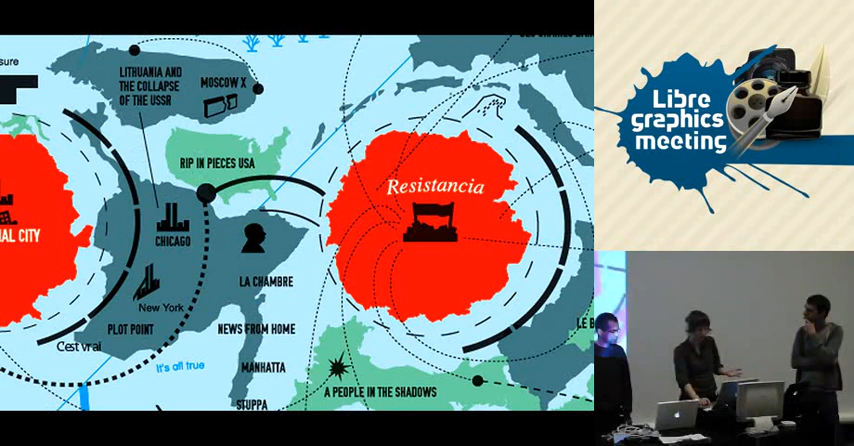 sure
LITHUANIA AND
THE COLLAPSE
OF THE USSR
MOSCOW X
RIP IN PIECES USA
Resistancia
CHICAGO
LA CHAMBRE
New York
PLOT POINT
NEWS FROM HOME
C'est vrai
It's all true
MANHATTA
A PEOPLE IN THE SHADOWS
STUPPA
AL CITY
LE B
Libre
graphics
meeting